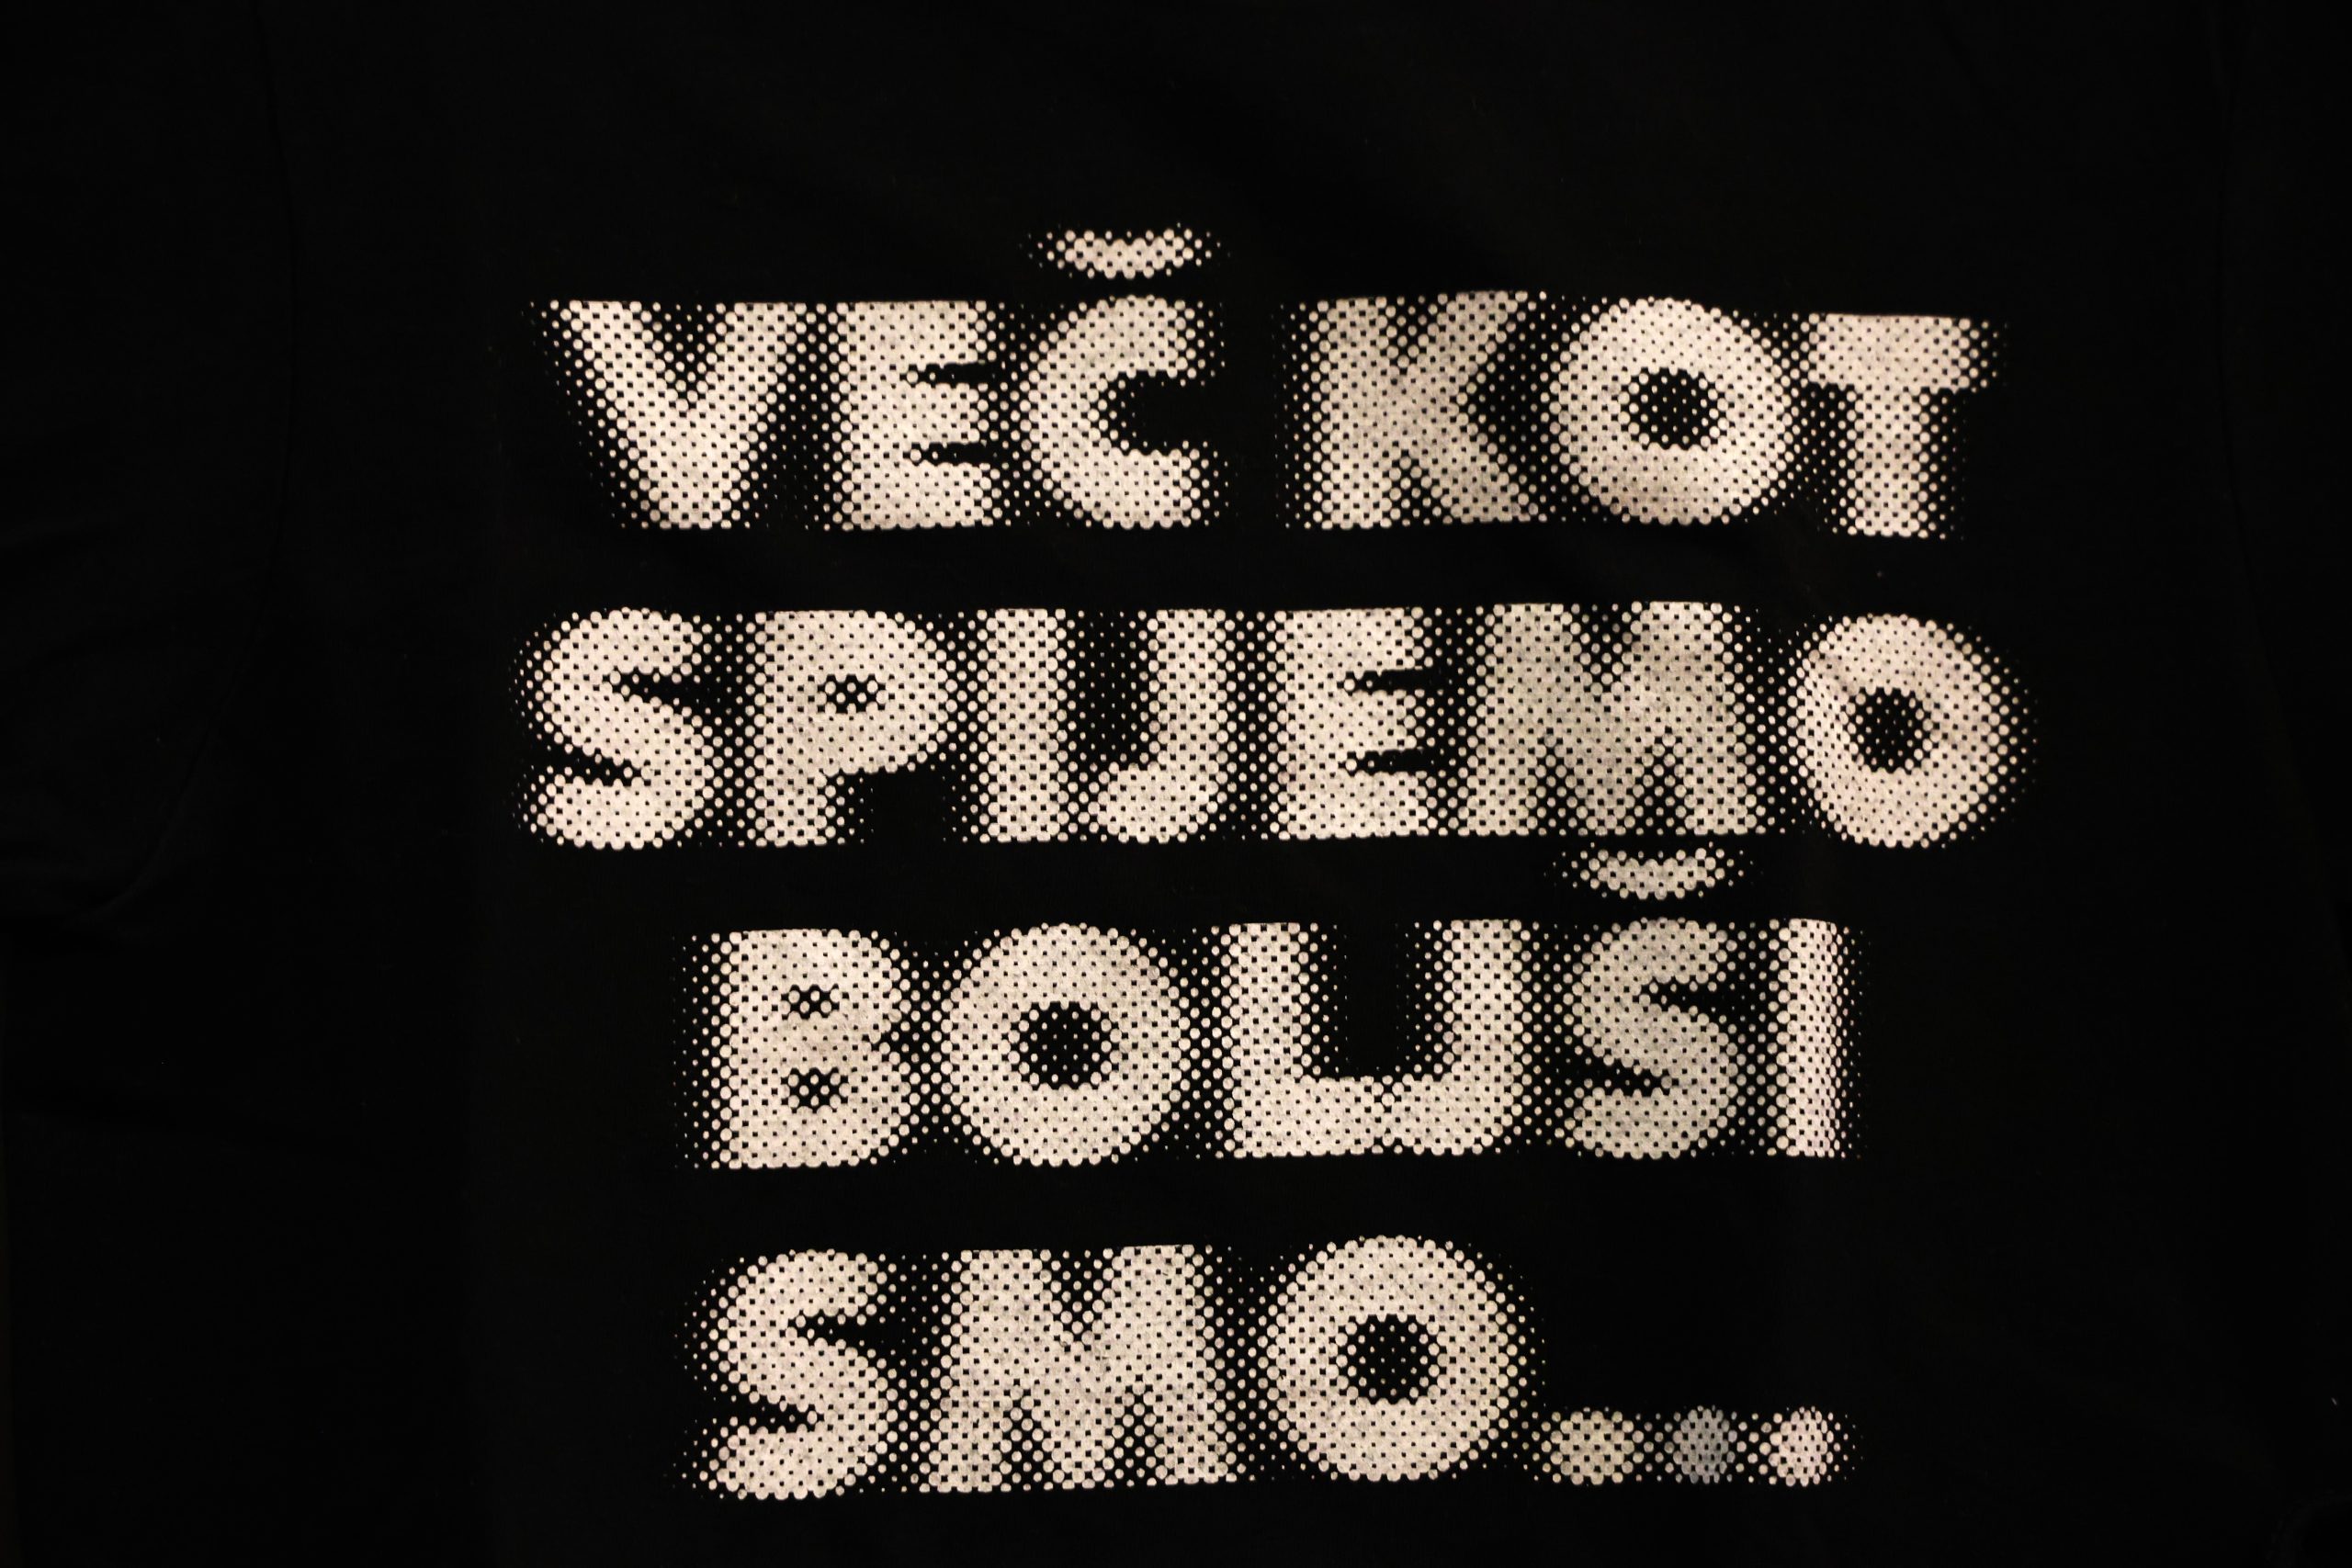 VEČ KOT
SPIJEMO
BOLJŠI
SMO...